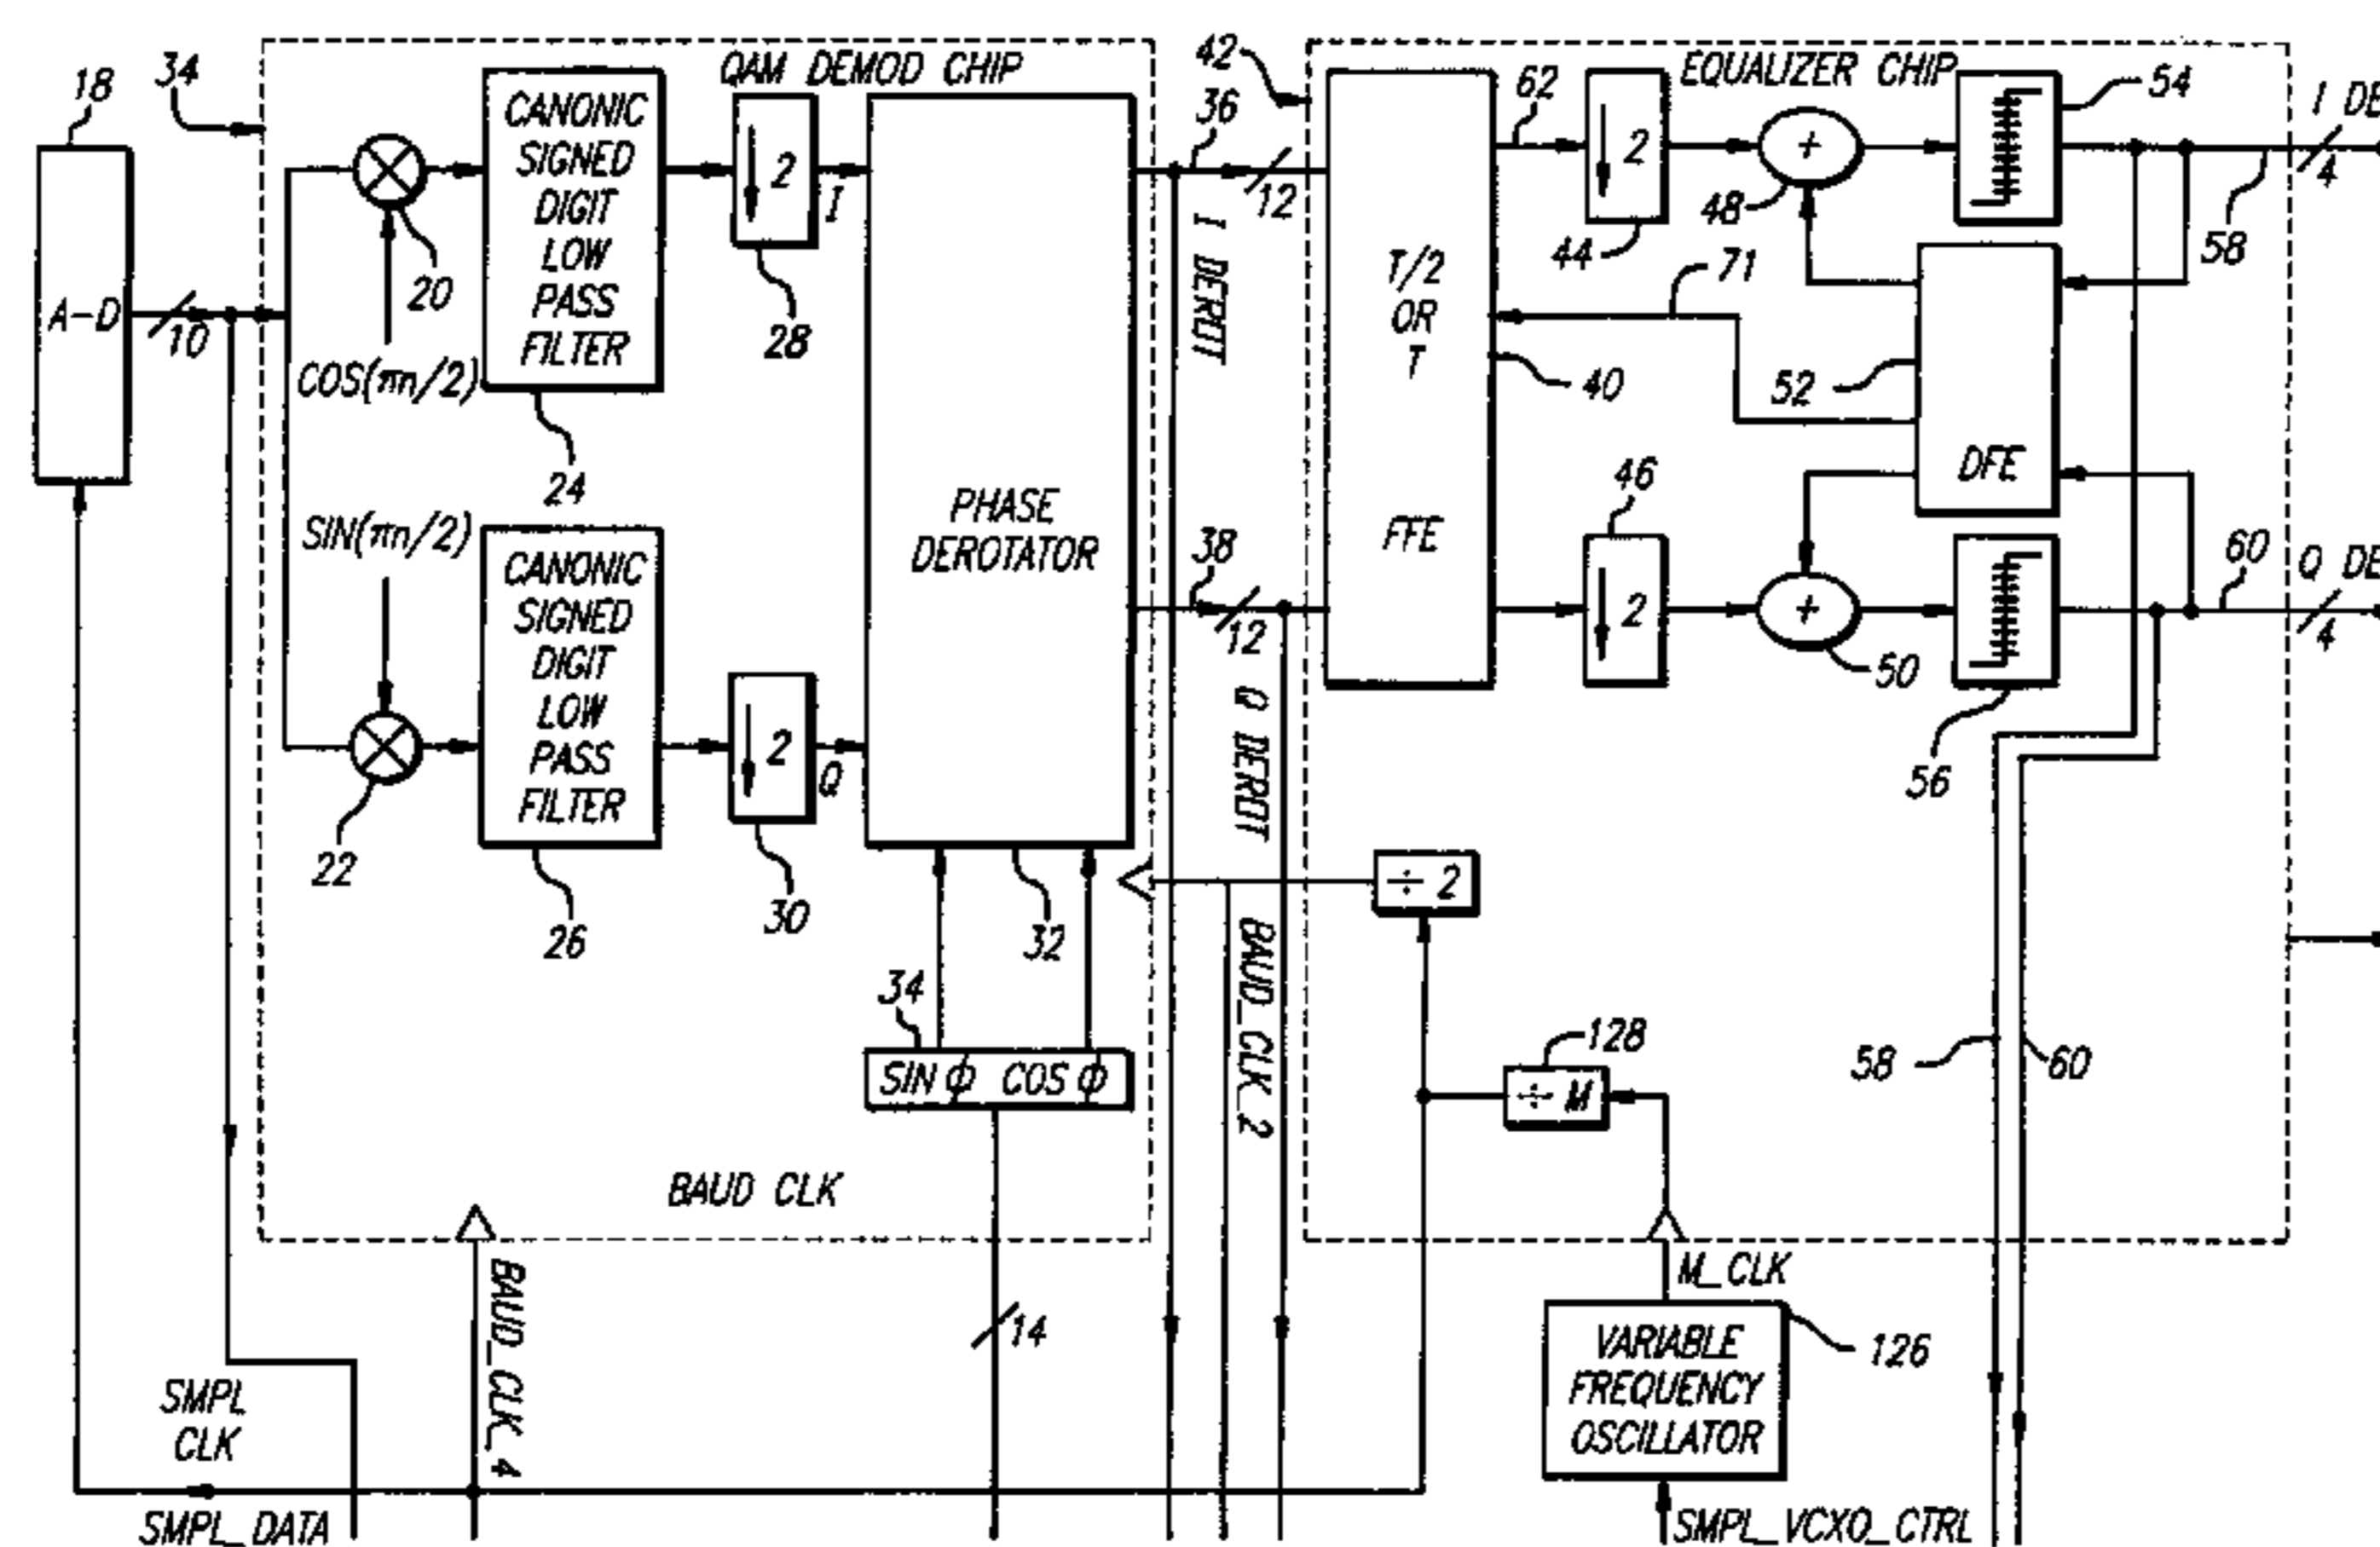 18
34
QAM DEMOD CHIP
42
EQUALIZER CHIP
54
I DE
CANONIC
SIGNED
DIGIT
LOW
PASS
FILTER
2
I
36
12
62
2
+
48
58
4
44
20
28
A-D
10
COS(πn/2)
24
I DEROT
T/2
OR
T
FFE
71
40
52
DFE
SIN(πn/2)
PHASE
DEROTATOR
38
12
46
2
+
50
60
Q DE
4
CANONIC
SIGNED
DIGIT
LOW
PASS
FILTER
2
Q
22
26
30
32
Q DEROT
56
÷ 2
BAUD_CLK_2
34
SIN ϕ COS ϕ
128
÷ M
58
60
BAUD CLK
BAUD_CLK_4
14
M_CLK
VARIABLE
FREQUENCY
OSCILLATOR
126
SMPL
CLK
SMPL_DATA
SMPL_VCXO_CTRL